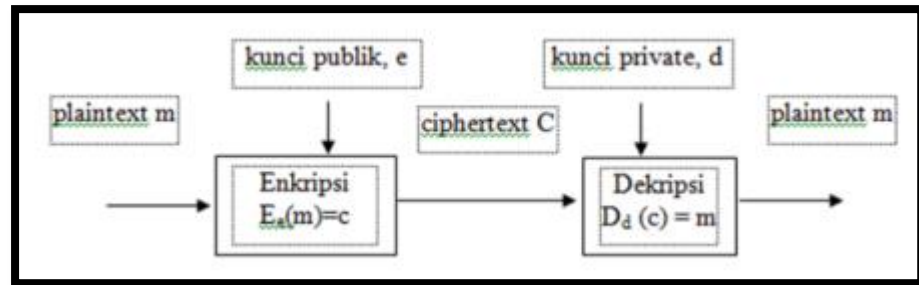 kunci publik, e
kunci private, d
plaintext m
ciphertext C
plaintext m
Enkripsi
Ee(m)=c
Dekripsi
Dd (c) = m